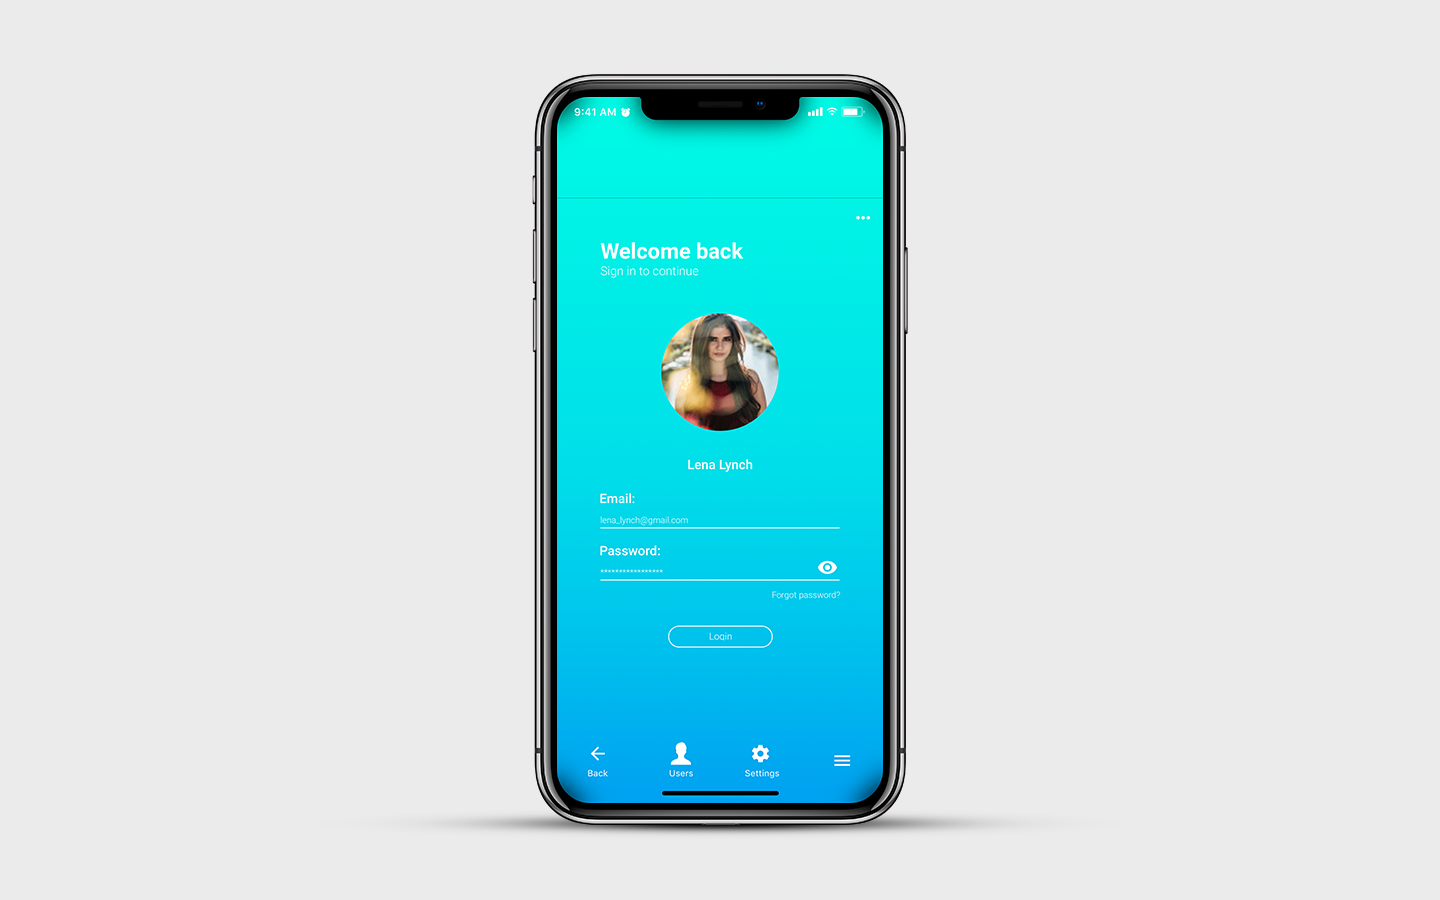 9:41 AM
Welcome back
Sign in to continue
Lena Lynch
Email:
lena_lynch@gmail.com
Password:
*****************
Forgot password?
Login
Back
Users
Settings